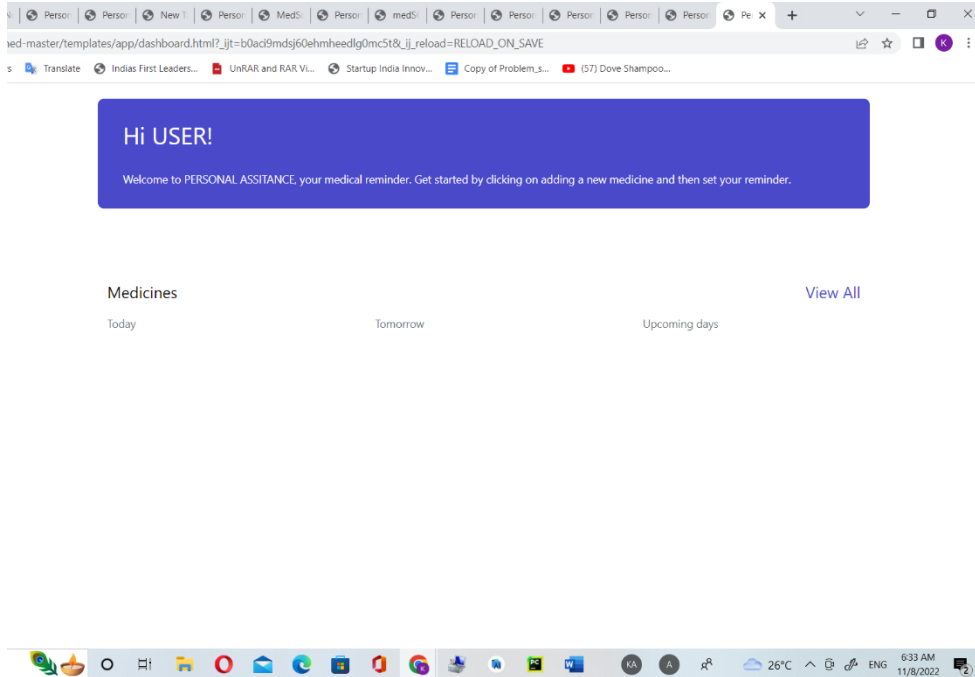 Person
Person
New T
Person
MedS
Person
medS
Person
Person
Person
Person
Person
Per
ned-master/templates/app/dashboard.html?_ijt=b0aci9mdsj60ehmheedlg0mc5t&_ij_reload=RELOAD_ON_SAVE
K
s Translate Indias First Leaders... UnRAR and RAR Vi... Startup India Innov... Copy of Problem_s... (57) Dove Shampoo...
Hi USER!
Welcome to PERSONAL ASSITANCE, your medical reminder. Get started by clicking on adding a new medicine and then set your reminder.
Medicines View All
Today Tomorrow Upcoming days
KA A 26°C ENG 6:33 AM
11/8/2022
2